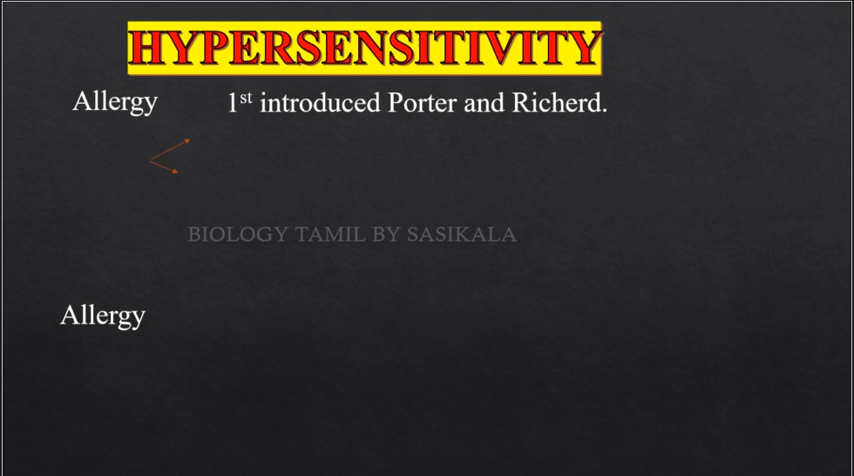 HYPERSENSITIVITY
Allergy 1st introduced Porter and Richerd.
BIOLOGY TAMIL BY SASIKALA
Allergy